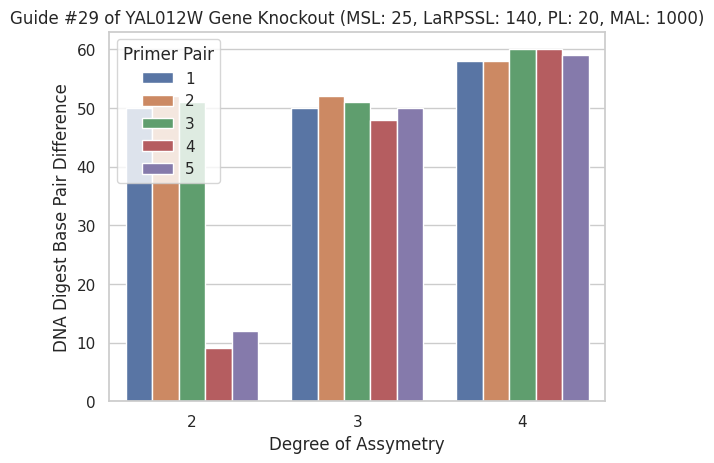 Guide #29 of YAL012W Gene Knockout (MSL: 25, LaRPSSL: 140, PL: 20, MAL: 1000)
Primer Pair
1
2
3
4
5
DNA Digest Base Pair Difference
60
50
40
30
20
10
0
2 3 4
Degree of Assymetry